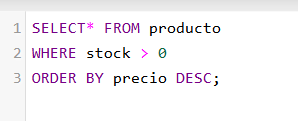 1 SELECT* FROM producto
2 WHERE stock > 0
3 ORDER BY precio DESC;